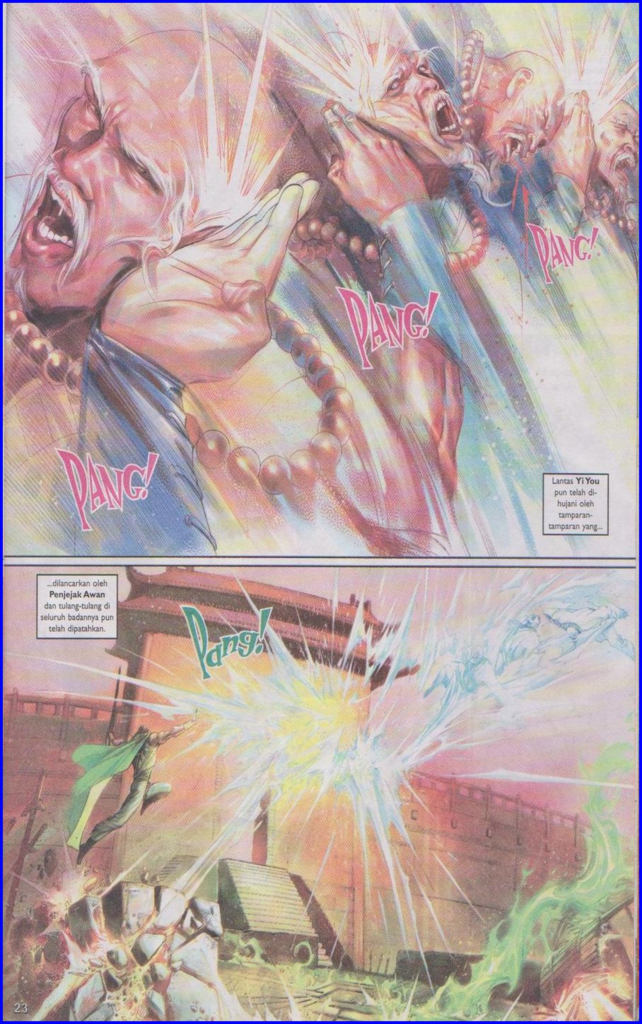 PANG!
PANG!
PANG!
Lantas Yi You
pun telah di-
hujani oleh
tamparan-
tamparan yang...
...dilancarkan oleh
Penjejak Awan
dan tulang-tulang di
seluruh badannya pun
telah dipatahkan.
Pang!
23